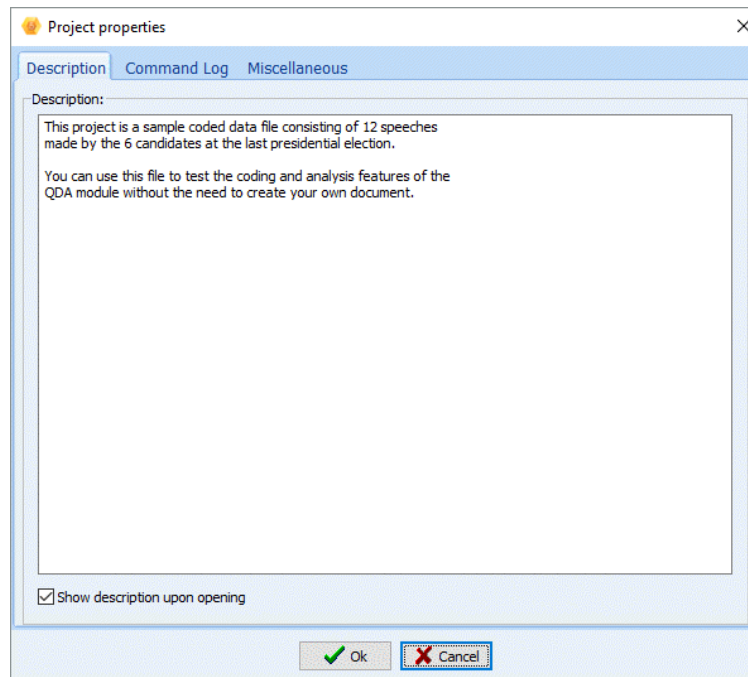 Project properties
Description Command Log Miscellaneous
Description:
This project is a sample coded data file consisting of 12 speeches
made by the 6 candidates at the last presidential election.
You can use this file to test the coding and analysis features of the
QDA module without the need to create your own document.
Show description upon opening
Ok Cancel